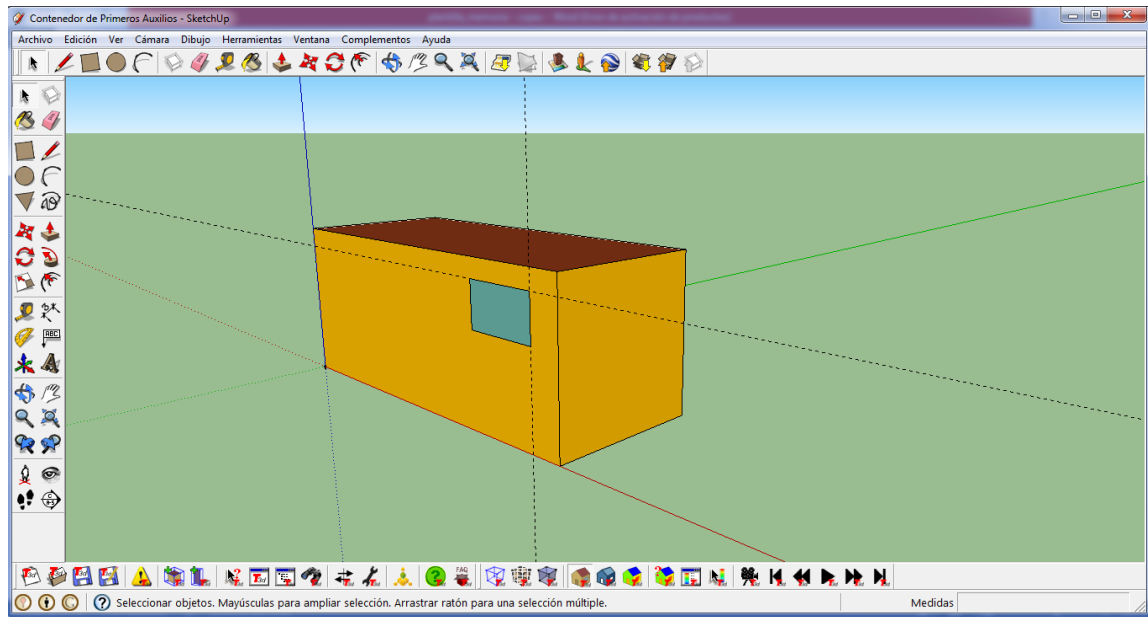 Contenedor de Primeros Auxilios - SketchUp
Archivo Edición Ver Cámara Dibujo Herramientas Ventana Complementos Ayuda
ABC
FAQ
Seleccionar objetos. Mayúsculas para ampliar selección. Arrastrar ratón para una selección múltiple.
Medidas